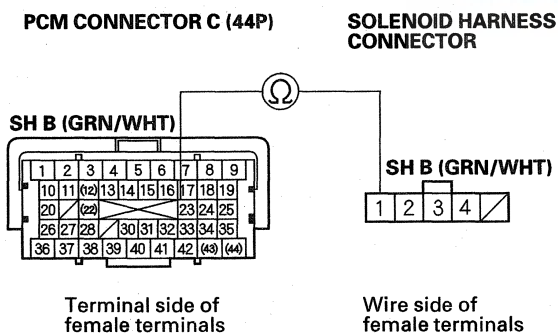 PCM CONNECTOR C (44P)
SOLENOID HARNESS
CONNECTOR
Ω
SH B (GRN/WHT)
1 2 3 4 5 6 7 8 9
10 11 (12) 13 14 15 16 17 18 19
20 (22) 23 24 25
26 27 28 30 31 32 33 34 35
36 37 38 39 40 41 42 (43) (44)
SH B (GRN/WHT)
1 2 3 4
Terminal side of
female terminals
Wire side of
female terminals